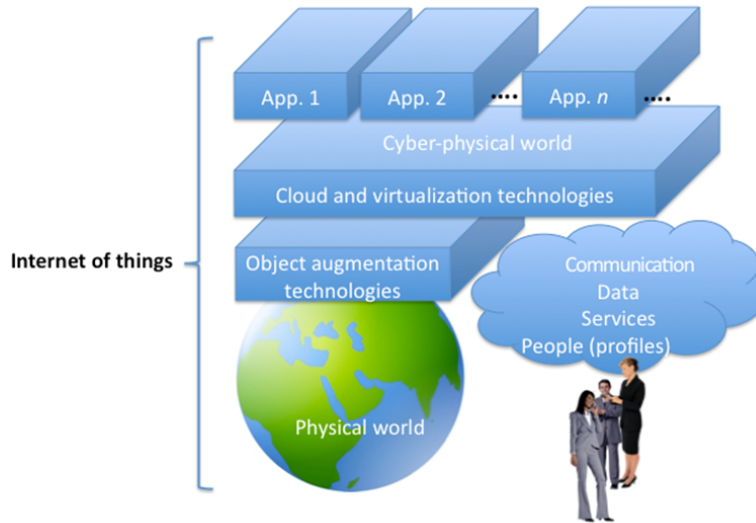 App. 1
App. 2
....
App. n
....
Cyber-physical world
Cloud and virtualization technologies
Internet of things
Object augmentation
technologies
Communication
Data
Services
People (profiles)
Physical world